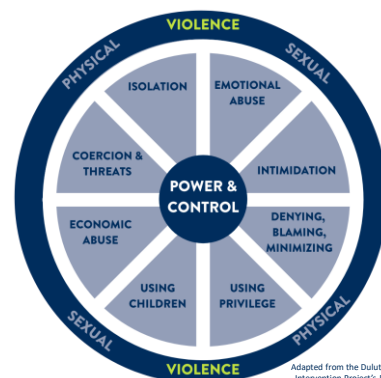 VIOLENCE
PHYSICAL
SEXUAL
ISOLATION
EMOTIONAL
ABUSE
COERCION &
THREATS
INTIMIDATION
POWER &
CONTROL
ECONOMIC
ABUSE
DENYING,
BLAMING,
MINIMIZING
USING
CHILDREN
USING
PRIVILEGE
SEXUAL
PHYSICAL
VIOLENCE
Adapted from the
Intervention Project's